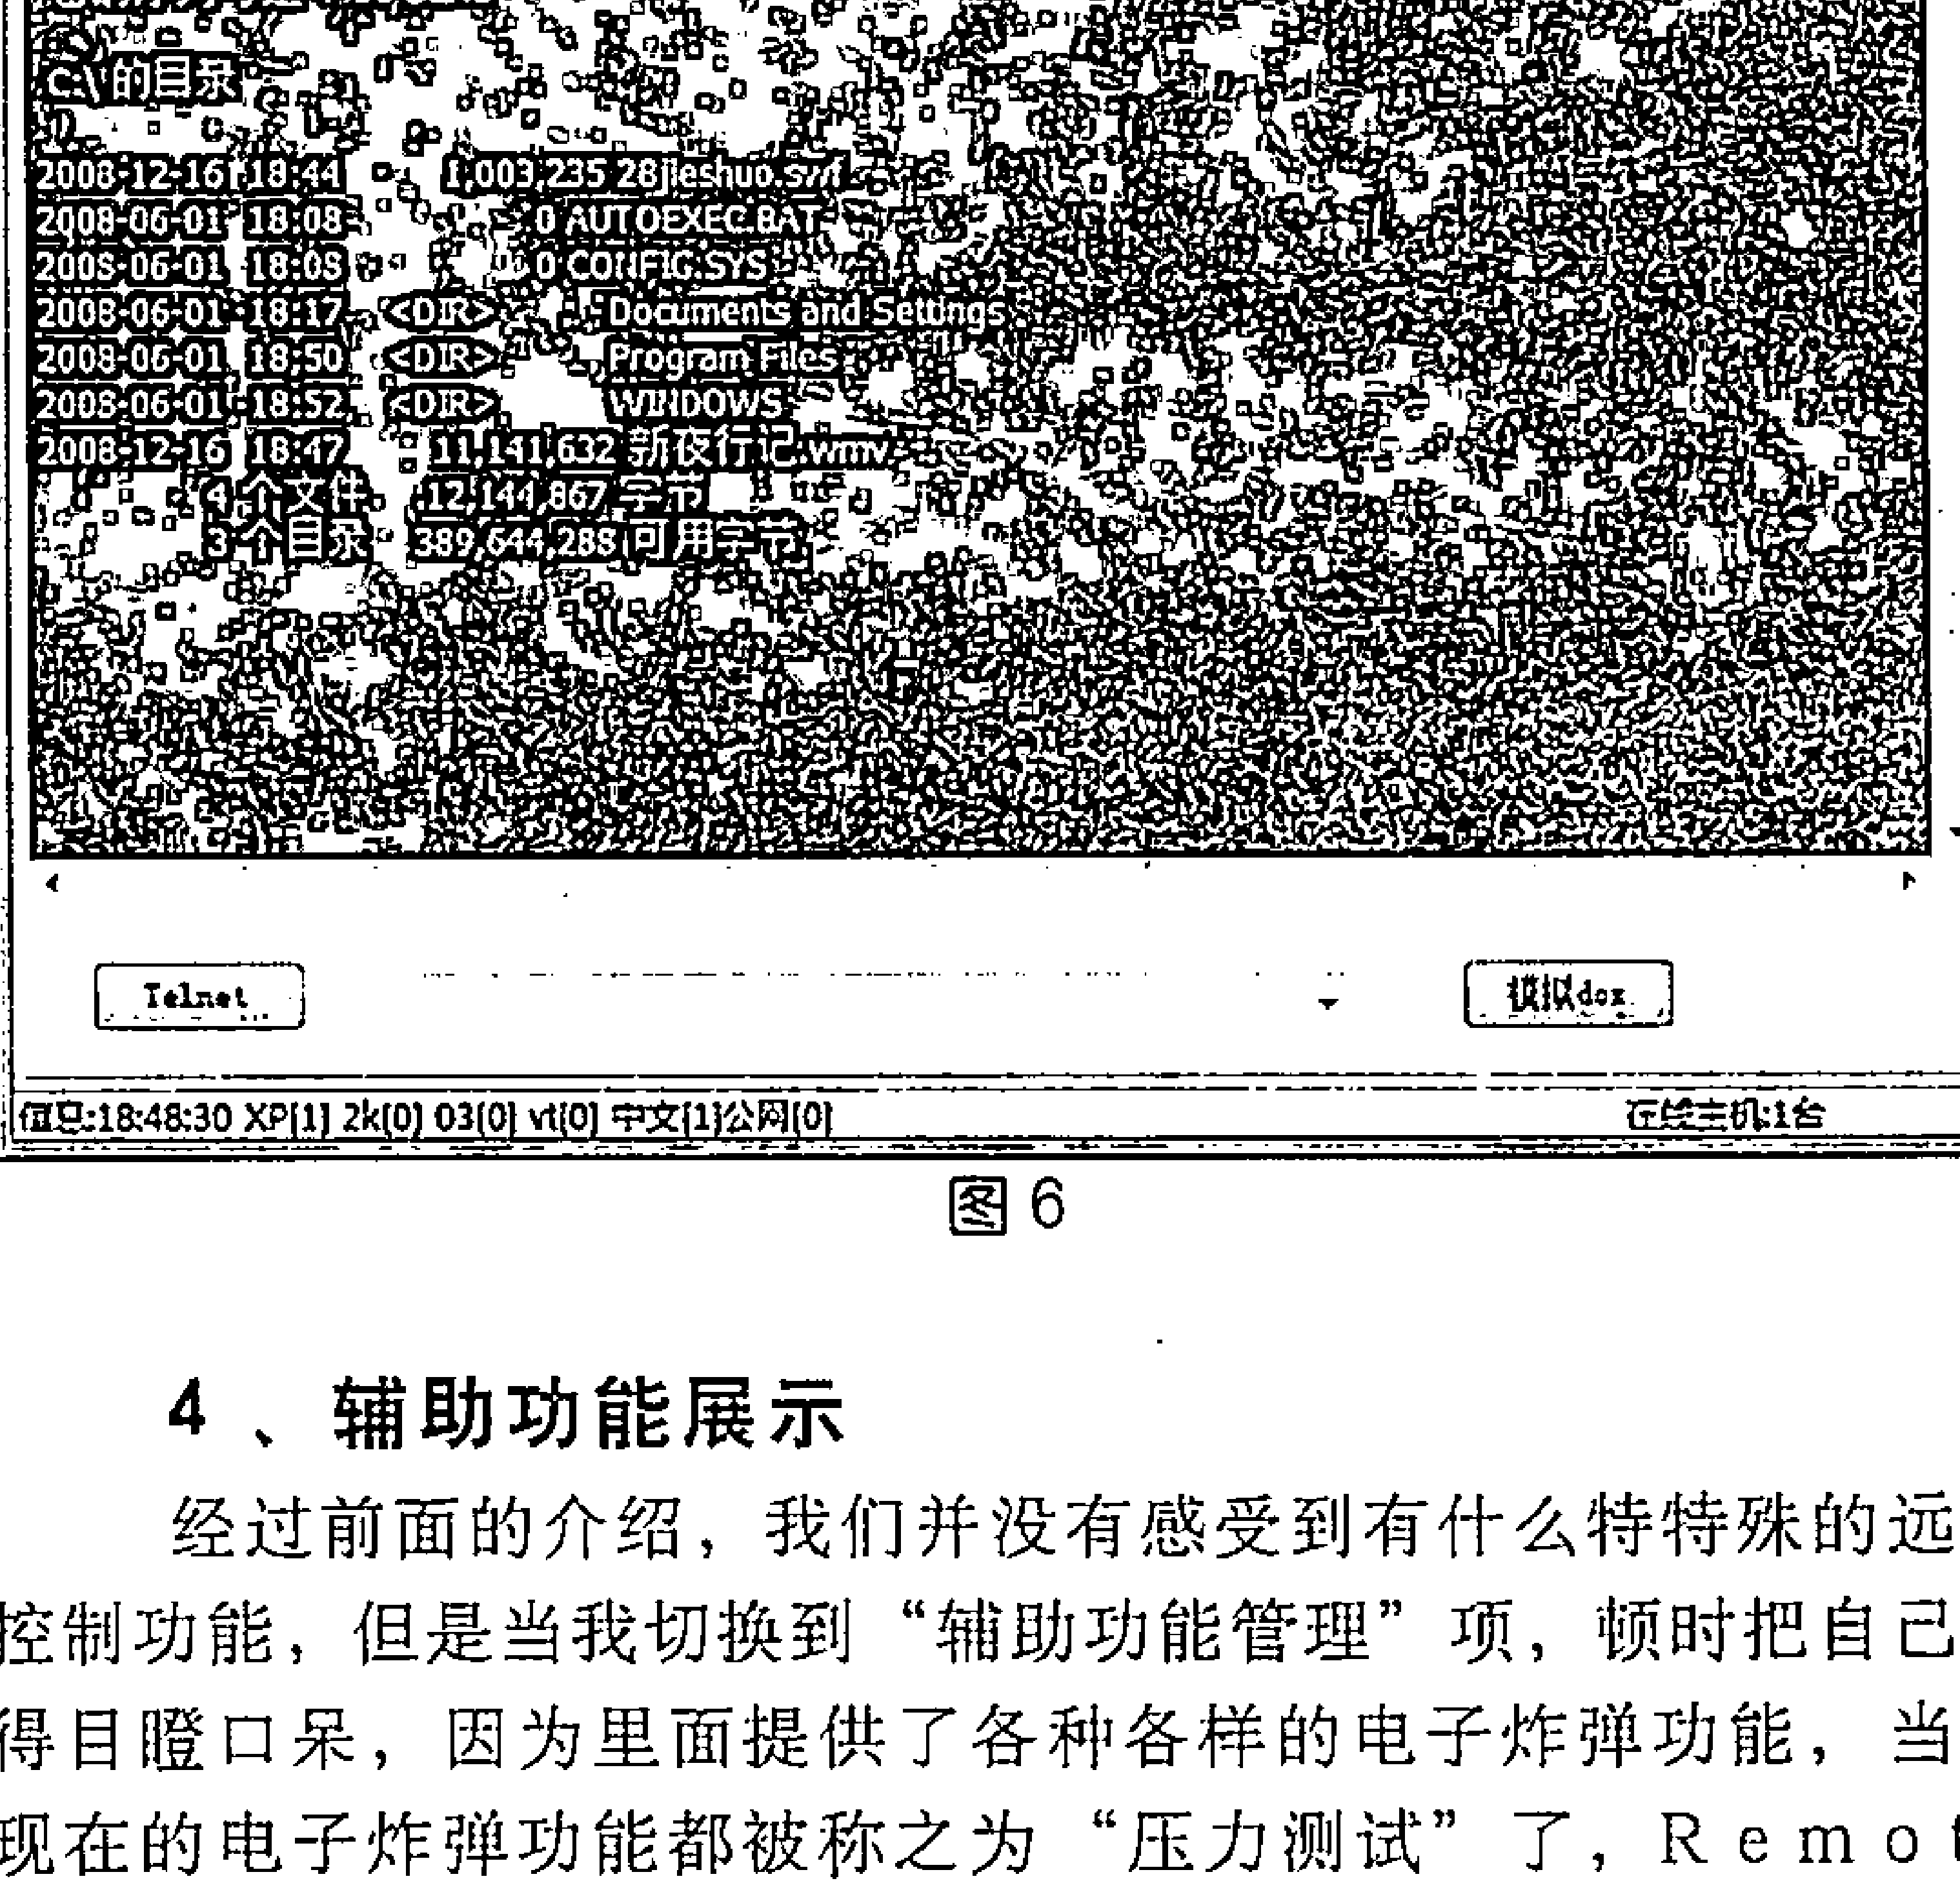 C:\的目录
2008-12-16 18:44 1,003,235 28jieshuo.swf
2008-06-01 18:08 0 AUTOEXEC.BAT
2008-06-01 18:08 0 CONFIG.SYS
2008-06-01 18:17 <DIR> Documents and Settings
2008-06-01 18:50 <DIR> Program Files
2008-06-01 18:52 <DIR> WINDOWS
2008-12-16 18:47 11,141,632 新夜行记.wmv
4 个文件 12,144,867 字节
3 个目录 389,644,288 可用字节
Telnet 模拟dos
信息:18:48:30 XP[1] 2k[0] 03[0] vt[0] 中文[1]公网[0] 在线主机:1台
图 6
4、辅助功能展示
经过前面的介绍，我们并没有感受到有什么特特殊的远
控制功能，但是当我切换到“辅助功能管理”项，顿时把自己
得目瞪口呆，因为里面提供了各种各样的电子炸弹功能，当
现在的电子炸弹功能都被称之为“压力测试”了，Remot